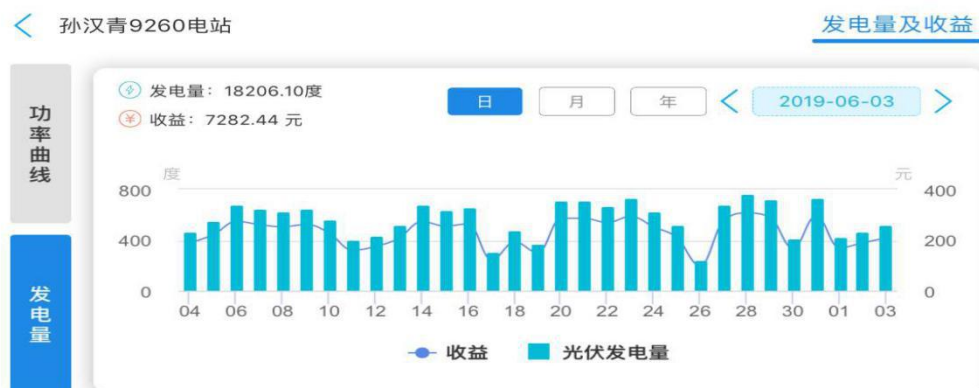 孙汉青9260电站
发电量及收益
功率曲线
发电量
发电量：18206.10度
收益：7282.44 元
日 月 年 2019-06-03
度 元
800 400
400 200
0 0
04 06 08 10 12 14 16 18 20 22 24 26 28 30 01 03
收益 光伏发电量